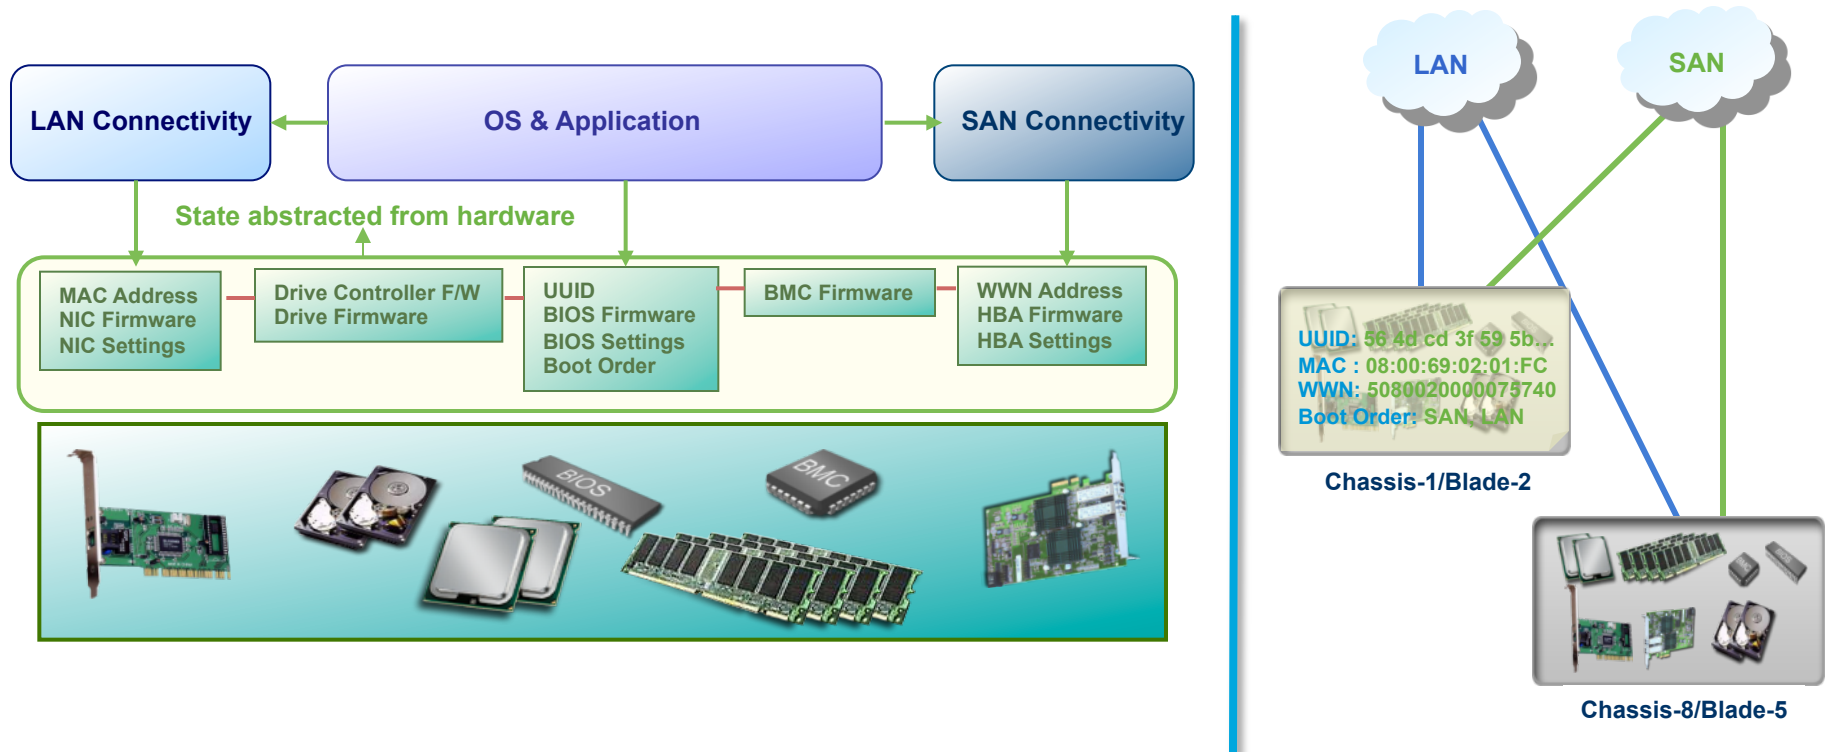 LAN Connectivity
OS & Application
SAN Connectivity
State abstracted from hardware
MAC Address
NIC Firmware
NIC Settings
Drive Controller F/W
Drive Firmware
UUID
BIOS Firmware
BIOS Settings
Boot Order
BMC Firmware
WWN Address
HBA Firmware
HBA Settings
BIOS
BMC
LAN
SAN
UUID: 56 4d cd 3f 59 5b...
MAC : 08:00:69:02:01:FC
WWN: 5080020000075740
Boot Order: SAN, LAN
Chassis-1/Blade-2
BMC
BIOS
Chassis-8/Blade-5